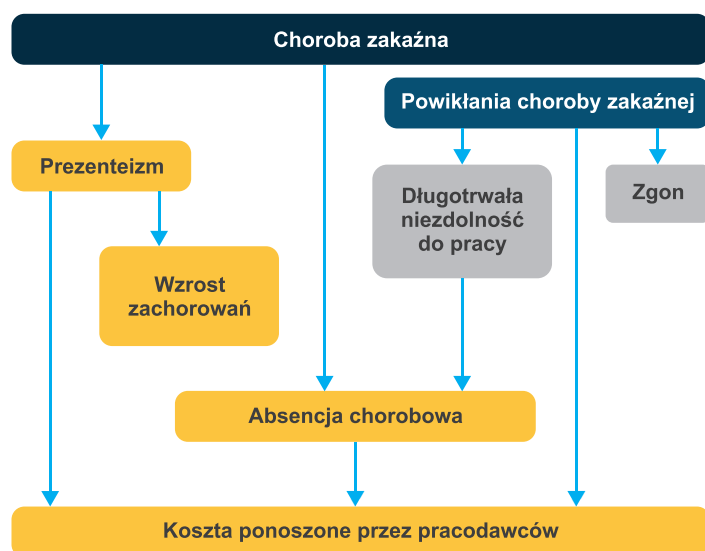 Choroba zakaźna
Powikłania choroby zakaźnej
Prezenteizm
Długotrwała
niezdolność
do pracy
Zgon
Wzrost
zachorowań
Absencja chorobowa
Koszta ponoszone przez pracodawców